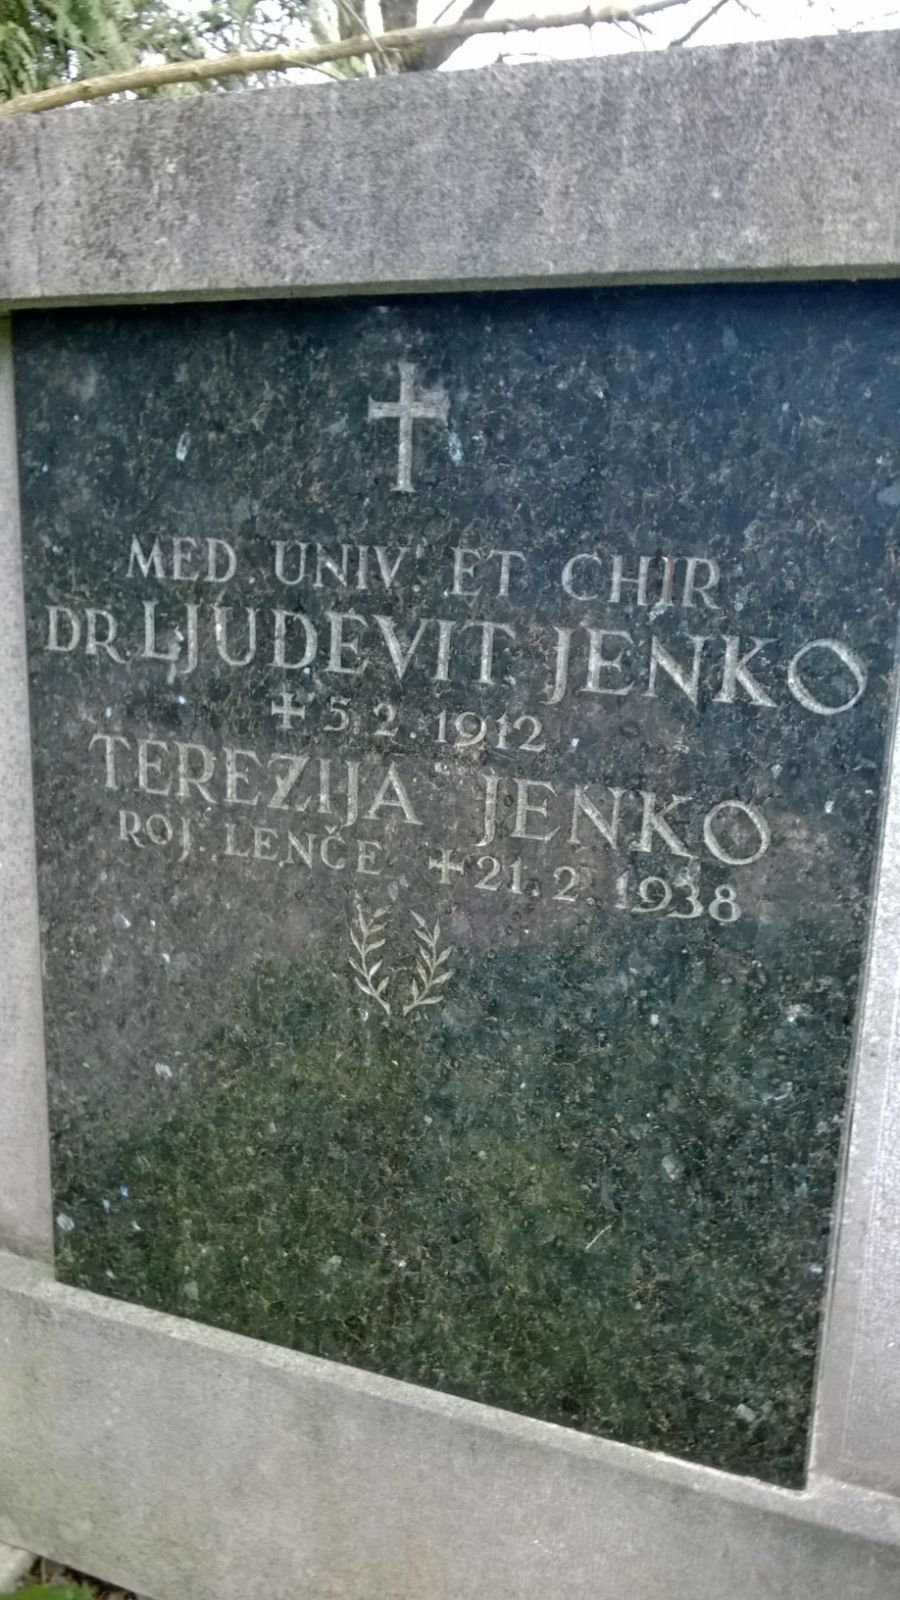 MED. UNIV. ET CHIR.
DR. LJUDEVIT JENKO
+ 5. 2. 1912
TEREZIJA JENKO
ROJ. LENČE + 21. 2. 1938